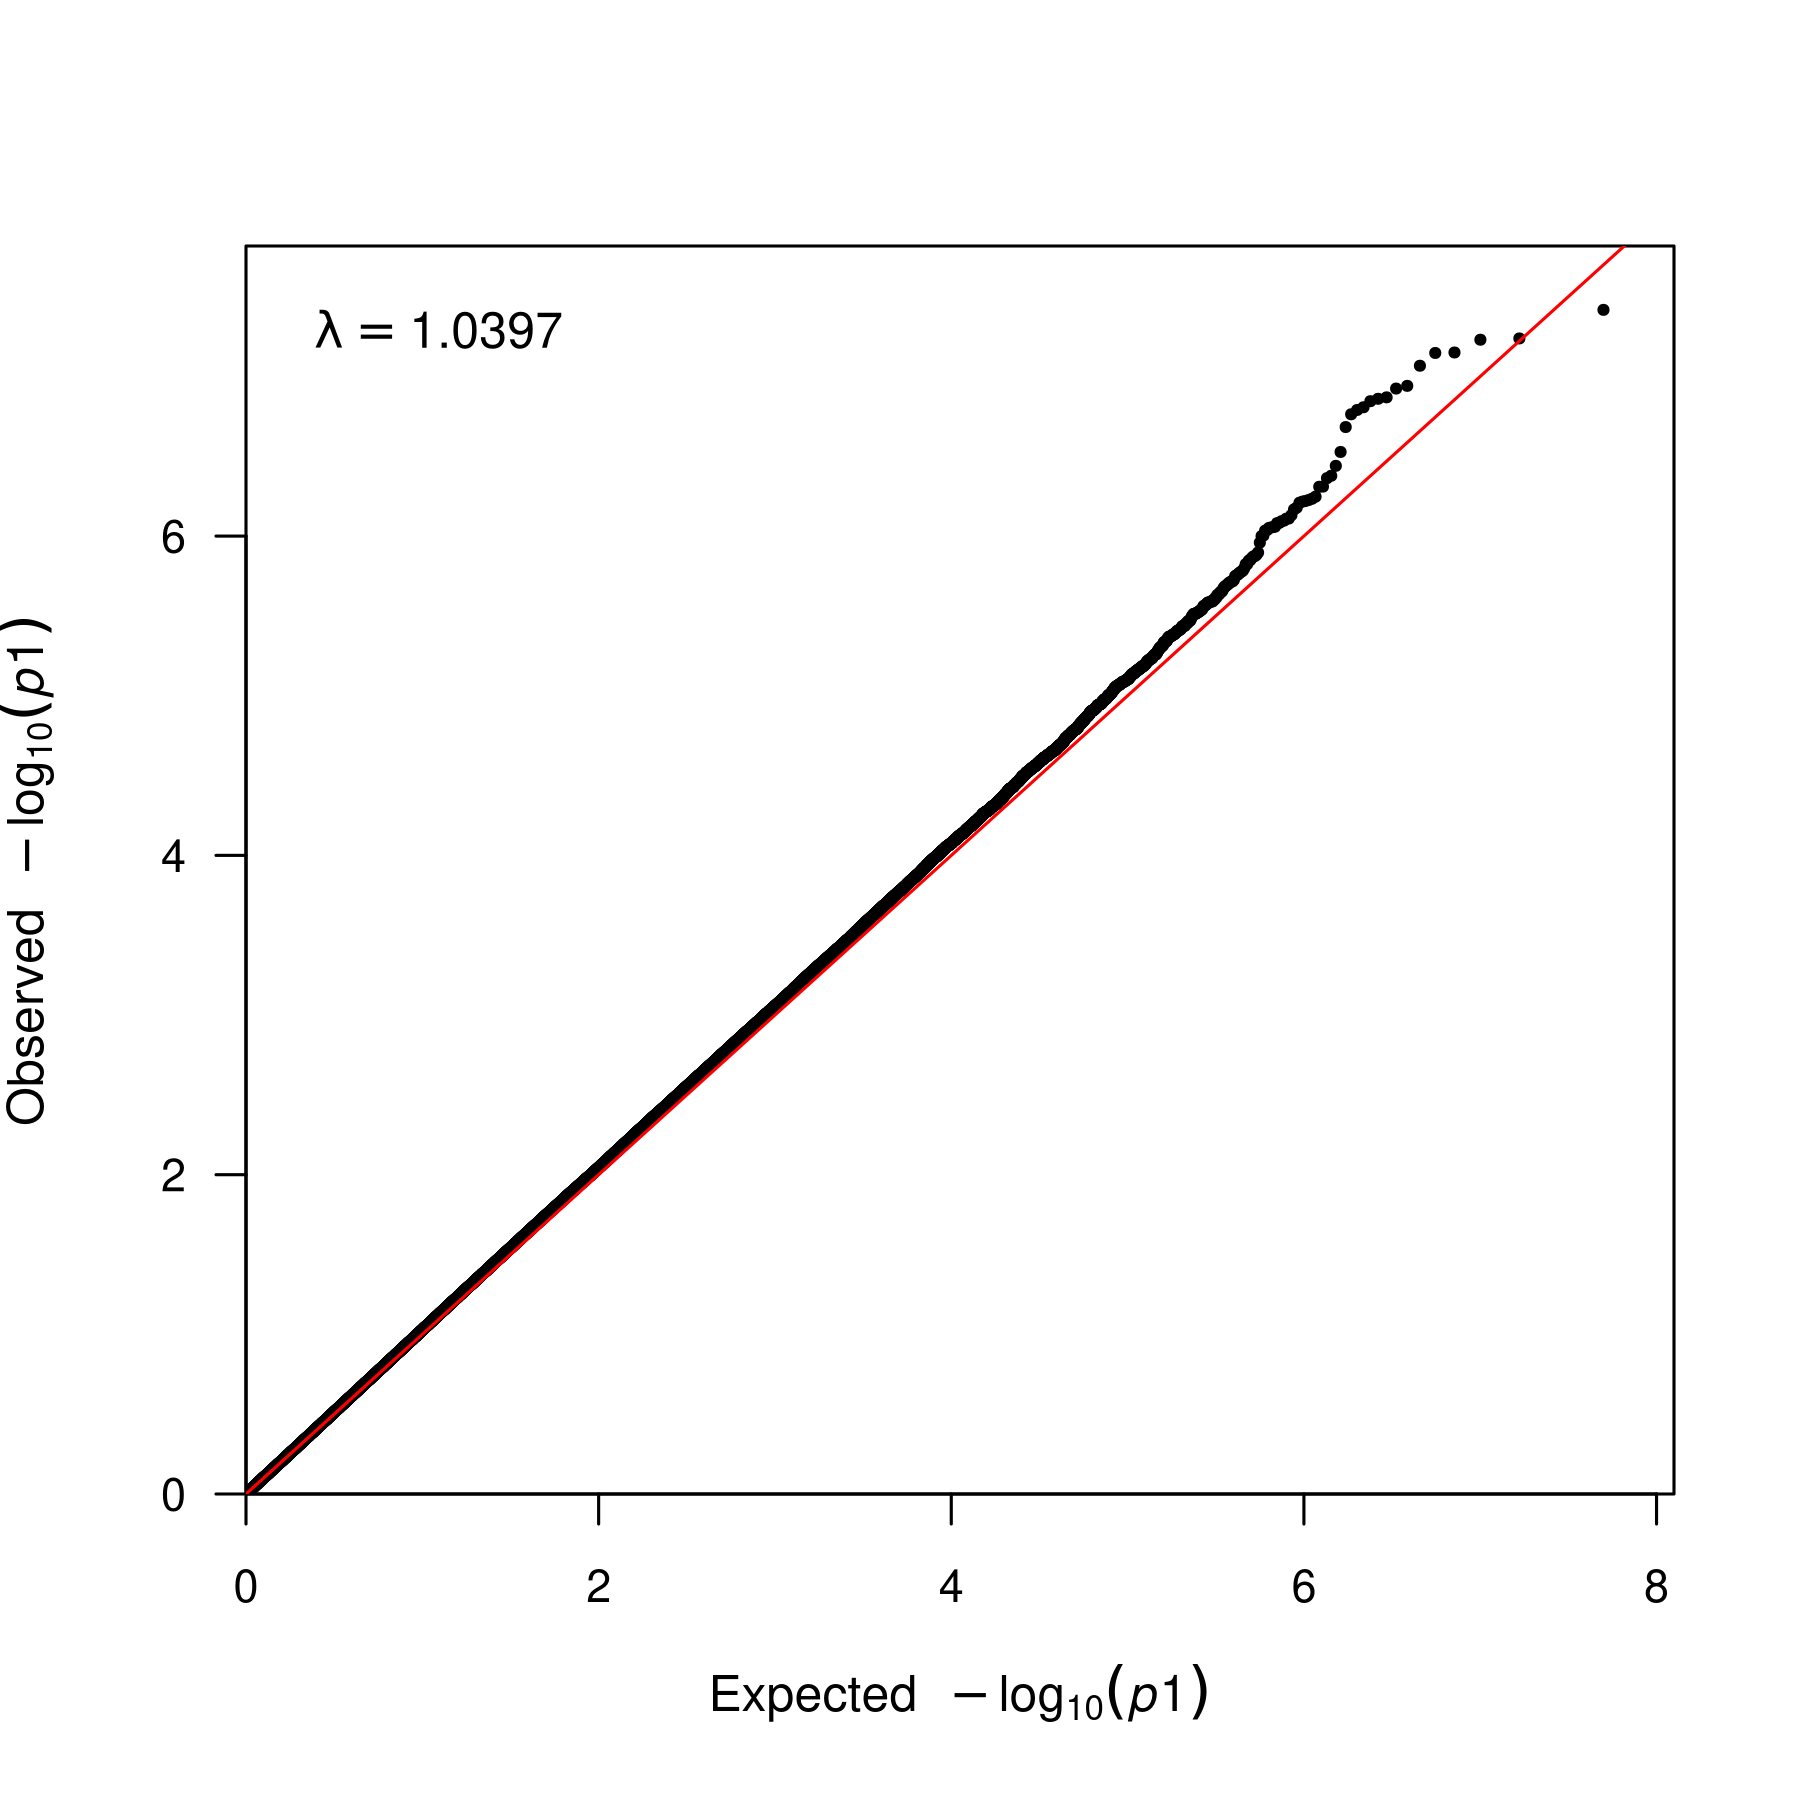 λ = 1.0397
Observed −log₁₀(p1)
6
4
2
0
0 2 4 6 8
Expected −log₁₀(p1)